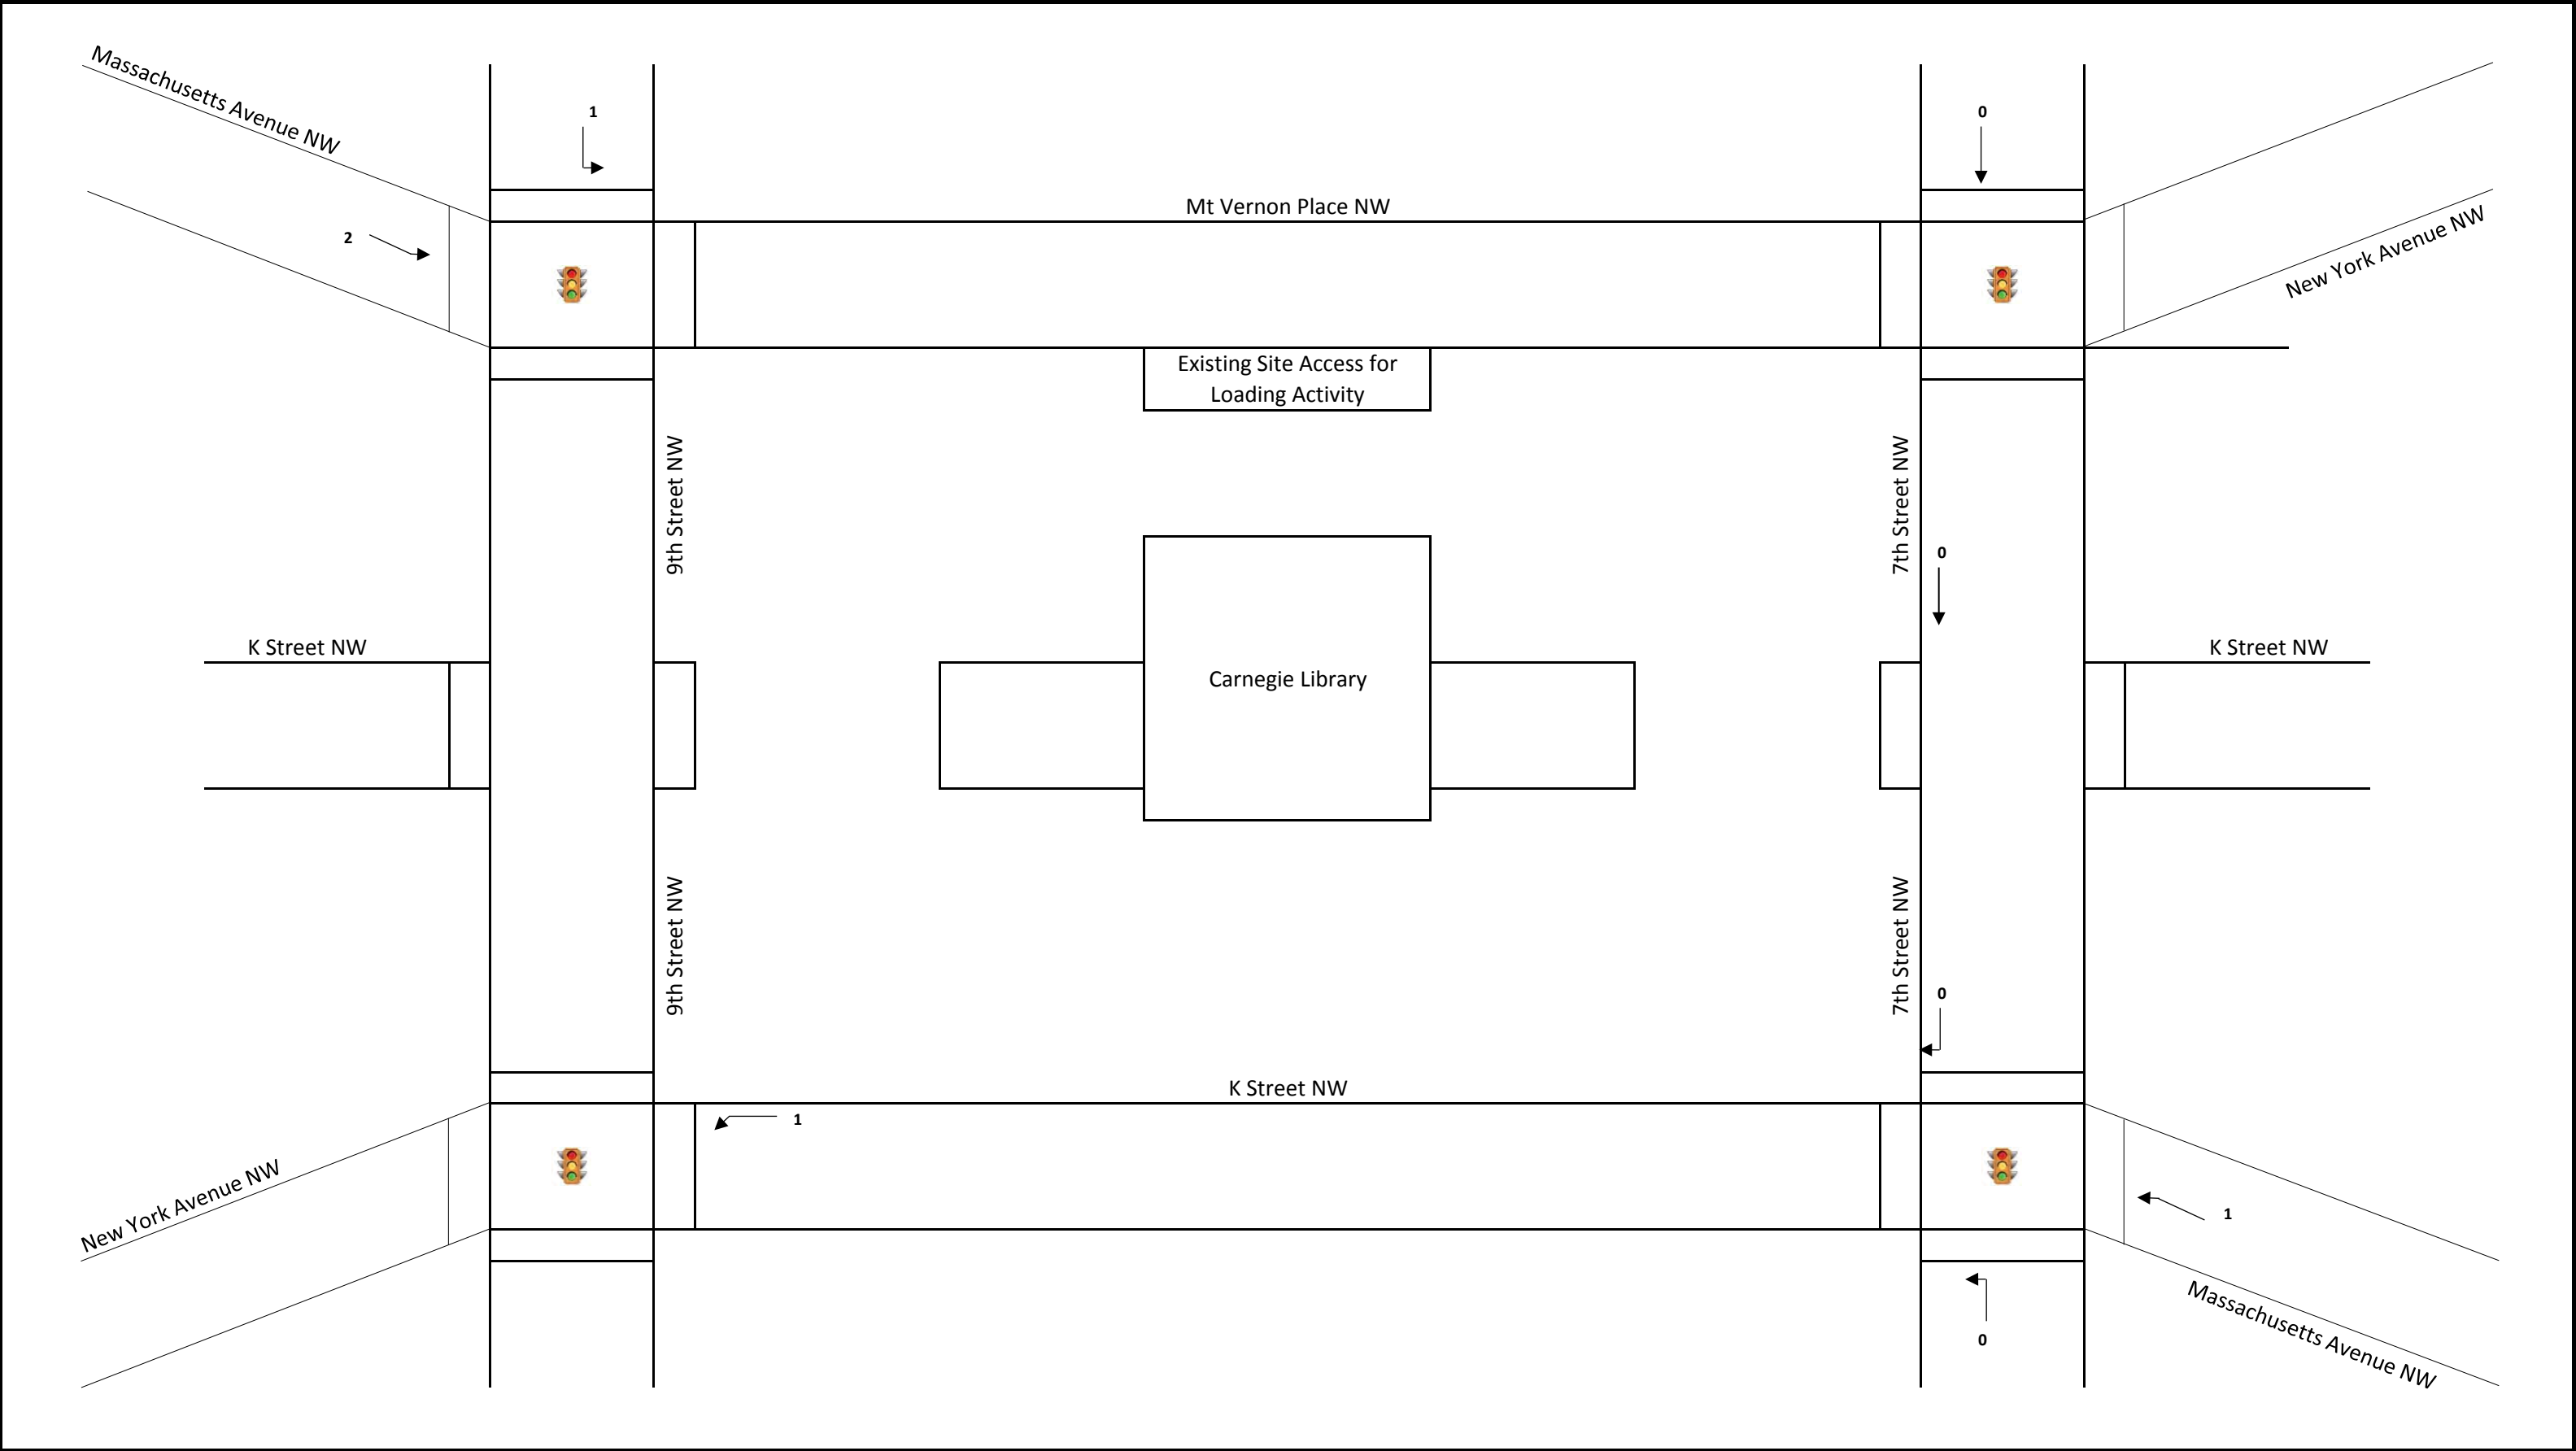 Massachusetts Avenue NW
1
0
Mt Vernon Place NW
2
New York Avenue NW
Existing Site Access for
Loading Activity
9th Street NW
7th Street NW
0
K Street NW
K Street NW
Carnegie Library
9th Street NW
7th Street NW
0
K Street NW
1
New York Avenue NW
1
Massachusetts Avenue NW
0